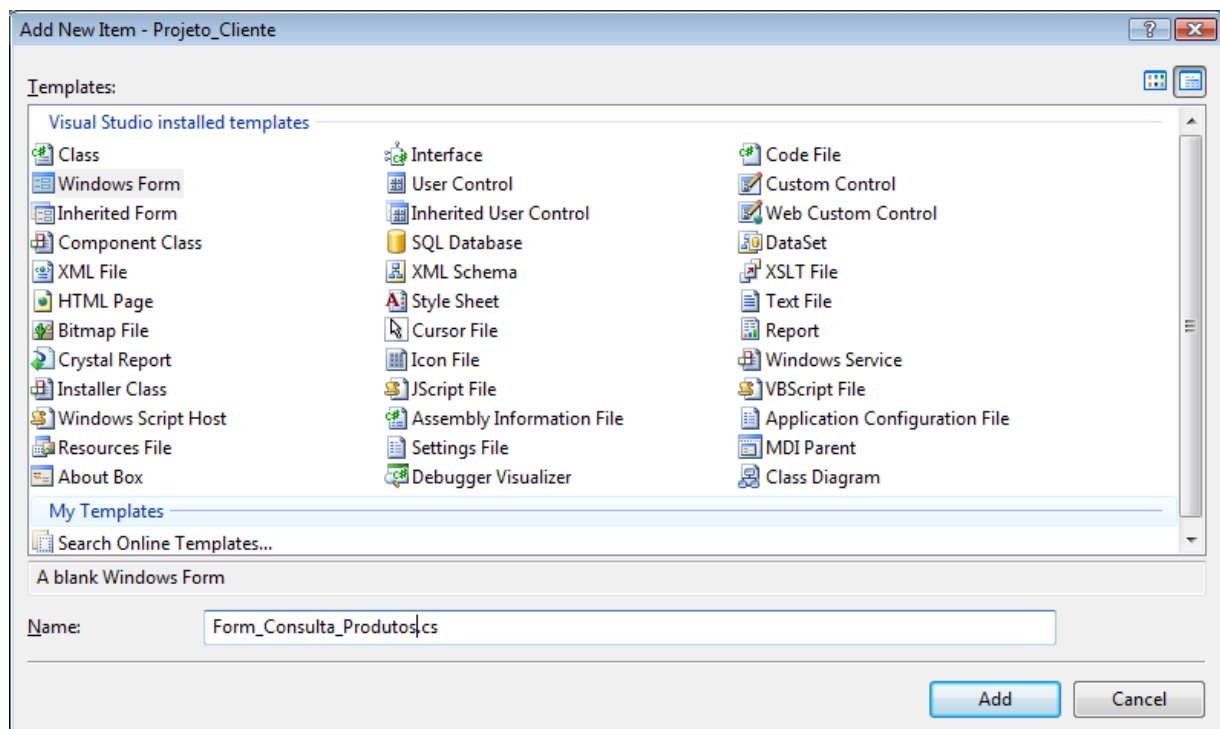 Add New Item - Projeto_Cliente
Templates:
Visual Studio installed templates
Class Interface Code File
Windows Form User Control Custom Control
Inherited Form Inherited User Control Web Custom Control
Component Class SQL Database DataSet
XML File XML Schema XSLT File
HTML Page Style Sheet Text File
Bitmap File Cursor File Report
Crystal Report Icon File Windows Service
Installer Class JScript File VBScript File
Windows Script Host Assembly Information File Application Configuration File
Resources File Settings File MDI Parent
About Box Debugger Visualizer Class Diagram
My Templates
Search Online Templates...
A blank Windows Form
Name: Form_Consulta_Produtos.cs
Add Cancel